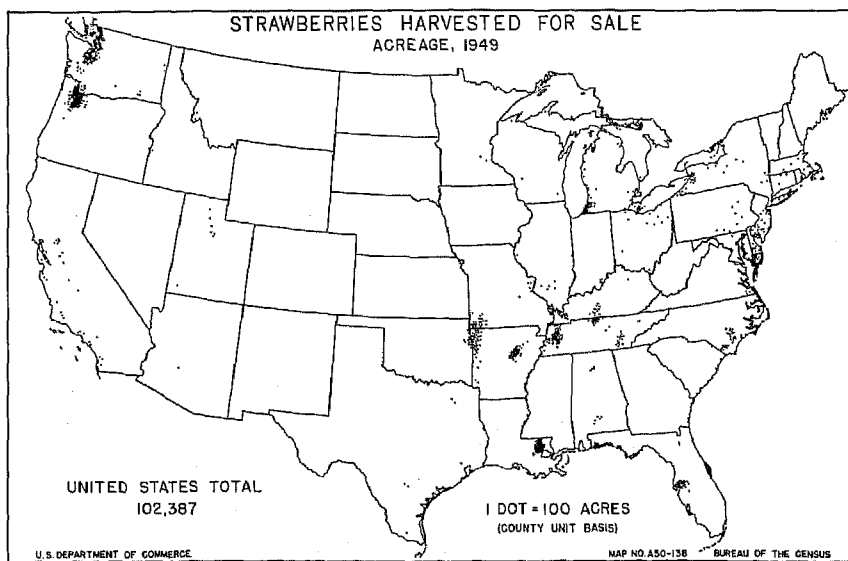 STRAWBERRIES HARVESTED FOR SALE
ACREAGE, 1949
UNITED STATES TOTAL
102,387
1 DOT = 100 ACRES
(COUNTY UNIT BASIS)
U.S. DEPARTMENT OF COMMERCE
MAP NO. A50-138
BUREAU OF THE CENSUS